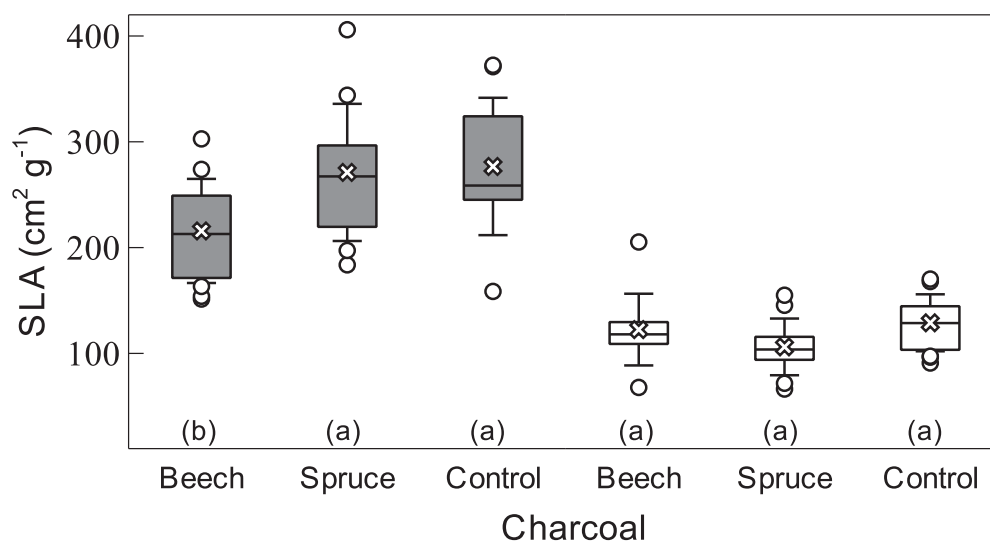 SLA (cm² g⁻¹)
400
300
200
100
(b) (a) (a) (a) (a) (a)
Beech Spruce Control Beech Spruce Control
Charcoal